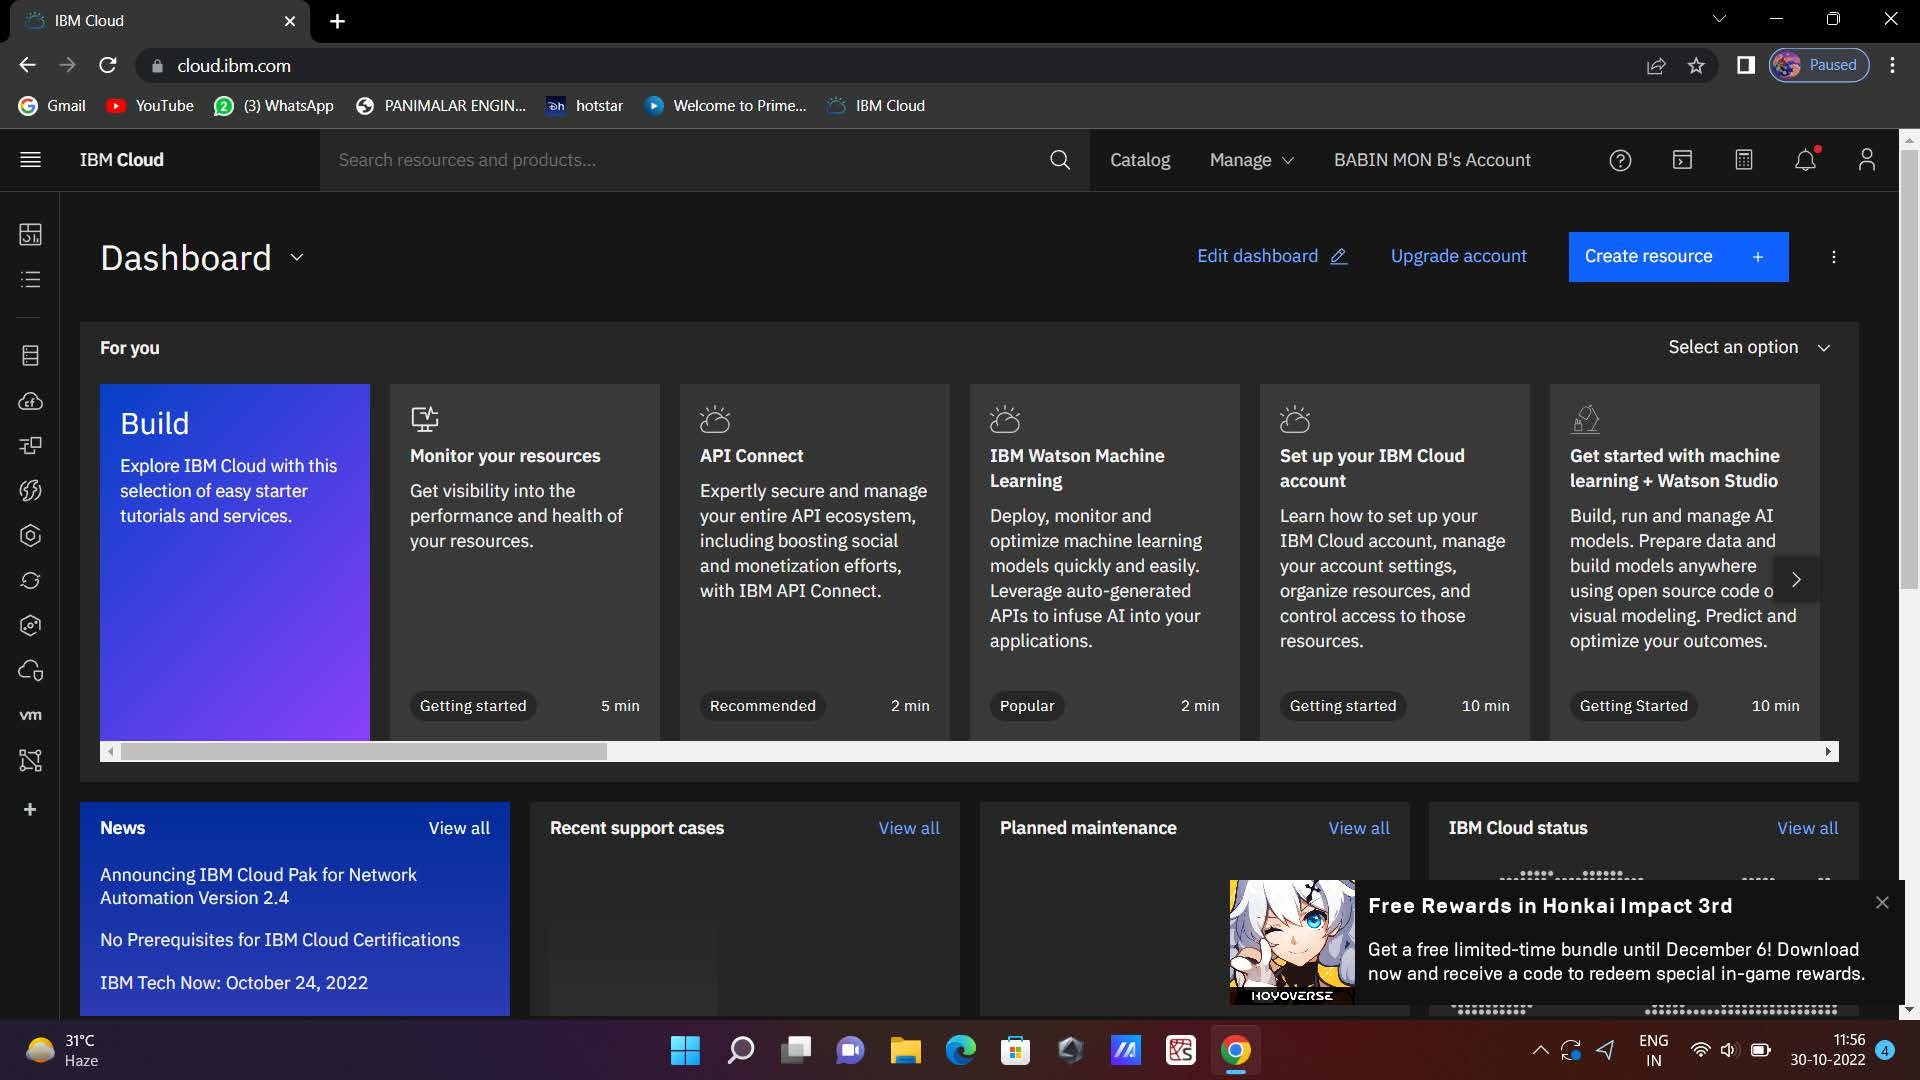 IBM Cloud
cloud.ibm.com
Paused
Gmail
YouTube
(3) WhatsApp
PANIMALAR ENGIN...
hotstar
Welcome to Prime...
IBM Cloud
IBM Cloud
Search resources and products...
Catalog
Manage
BABIN MON B's Account
Dashboard
Edit dashboard
Upgrade account
Create resource +
For you
Select an option
Build
Explore IBM Cloud with this
selection of easy starter
tutorials and services.
Monitor your resources
Get visibility into the
performance and health of
your resources.
Getting started
5 min
API Connect
Expertly secure and manage
your entire API ecosystem,
including boosting social
and monetization efforts,
with IBM API Connect.
Recommended
2 min
IBM Watson Machine
Learning
Deploy, monitor and
optimize machine learning
models quickly and easily.
Leverage auto-generated
APIs to infuse AI into your
applications.
Popular
2 min
Set up your IBM Cloud
account
Learn how to set up your
IBM Cloud account, manage
your account settings,
organize resources, and
control access to those
resources.
Getting started
10 min
Get started with machine
learning + Watson Studio
Build, run and manage AI
models. Prepare data and
build models anywhere
using open source code o
visual modeling. Predict and
optimize your outcomes.
Getting Started
10 min
vm
News
View all
Announcing IBM Cloud Pak for Network
Automation Version 2.4
No Prerequisites for IBM Cloud Certifications
IBM Tech Now: October 24, 2022
Recent support cases
View all
Planned maintenance
View all
IBM Cloud status
View all
HOYOVERSE
Free Rewards in Honkai Impact 3rd
Get a free limited-time bundle until December 6! Download
now and receive a code to redeem special in-game rewards.
31°C
Haze
ENG
IN
11:56
30-10-2022
4